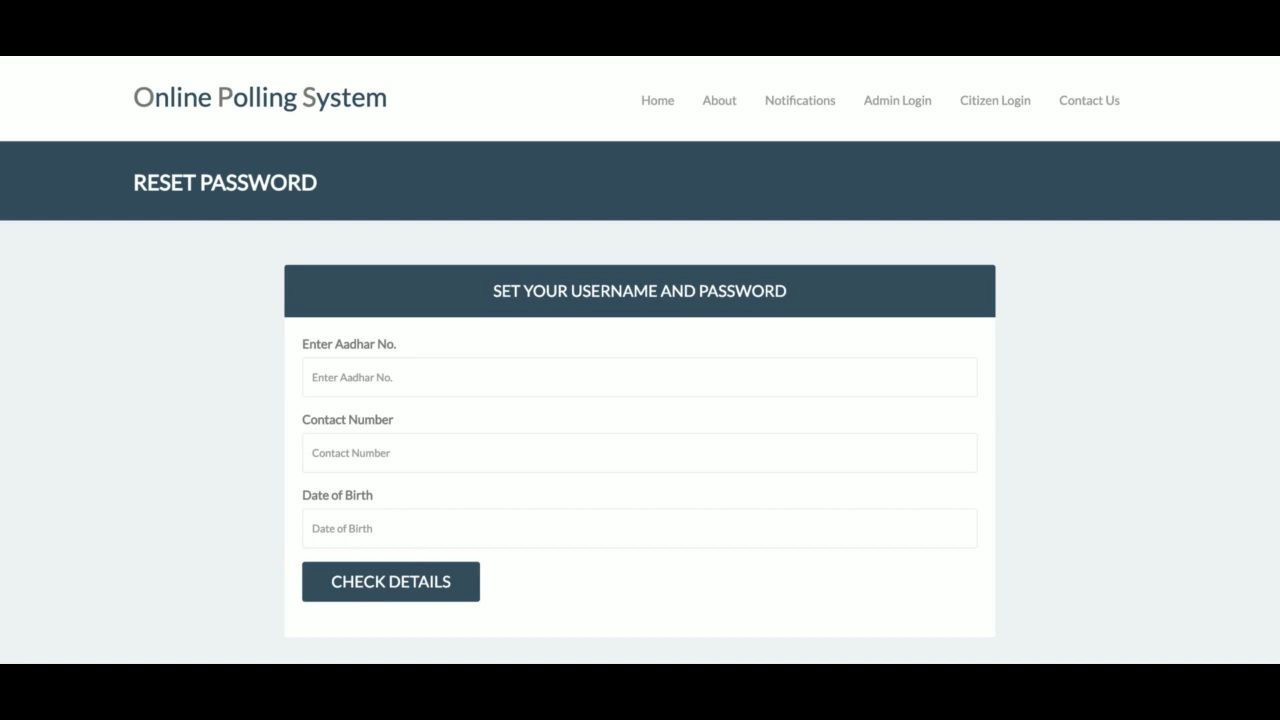 Online Polling System
Home About Notifications Admin Login Citizen Login Contact Us
RESET PASSWORD
SET YOUR USERNAME AND PASSWORD
Enter Aadhar No.
Enter Aadhar No.
Contact Number
Contact Number
Date of Birth
Date of Birth
CHECK DETAILS